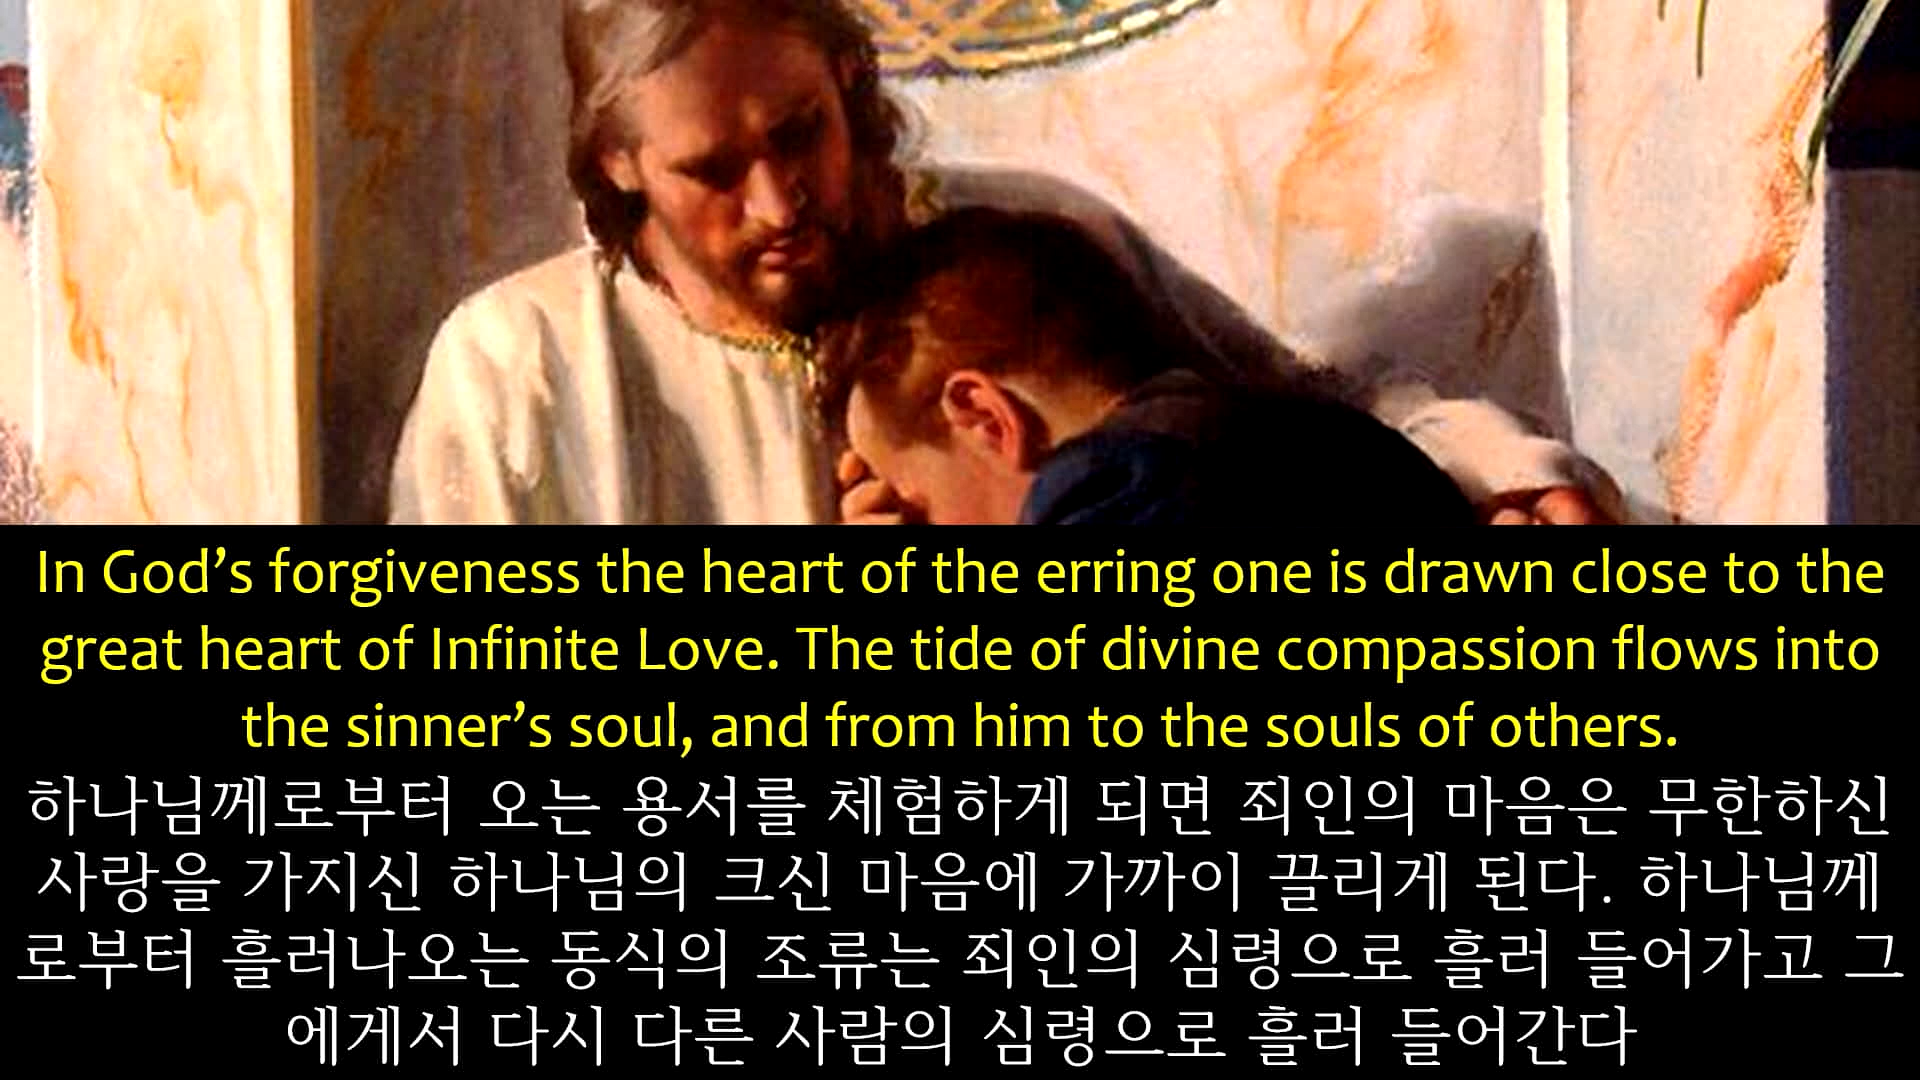 In God’s forgiveness the heart of the erring one is drawn close to the
great heart of Infinite Love. The tide of divine compassion flows into
the sinner’s soul, and from him to the souls of others.
하나님께로부터 오는 용서를 체험하게 되면 죄인의 마음은 무한하신
사랑을 가지신 하나님의 크신 마음에 가까이 끌리게 된다. 하나님께
로부터 흘러나오는 동식의 조류는 죄인의 심령으로 흘러 들어가고 그
에게서 다시 다른 사람의 심령으로 흘러 들어간다